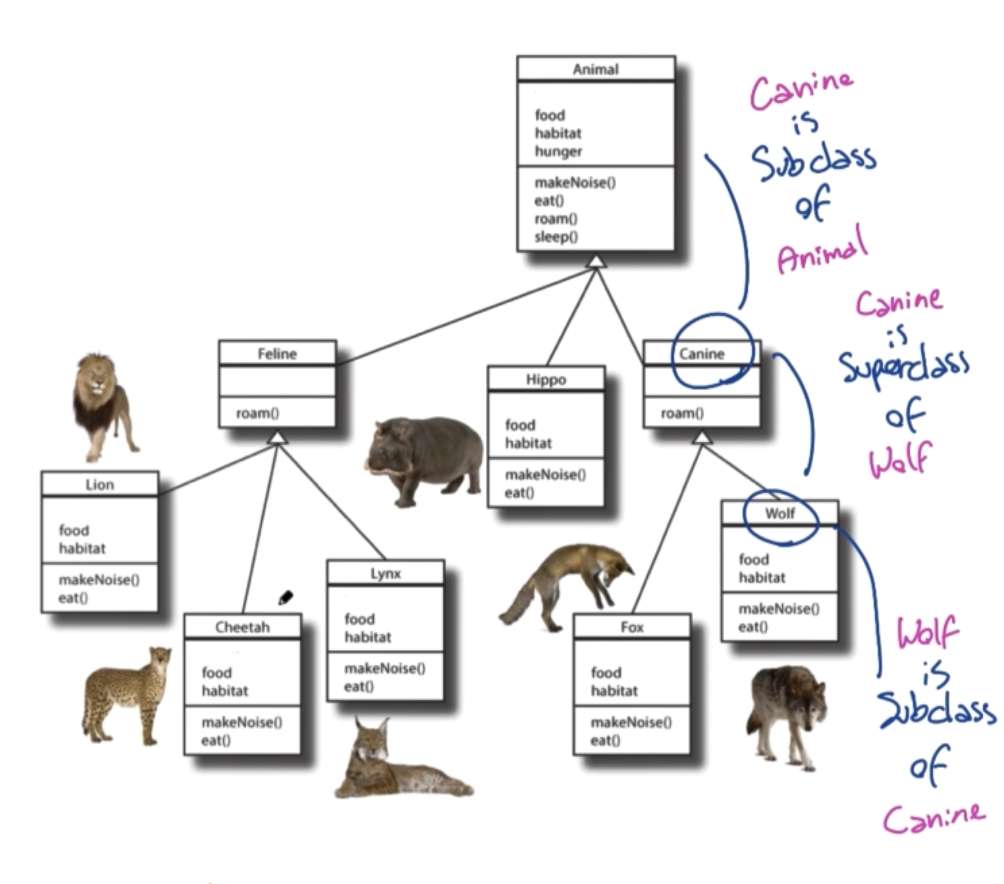 Animal
food
habitat
hunger
makeNoise()
eat()
roam()
sleep()
Canine
is
Subclass
of
Animal
Feline
roam()
Hippo
food
habitat
makeNoise()
eat()
Canine
roam()
Canine
is
Superclass
of
Wolf
Lion
food
habitat
makeNoise()
eat()
Cheetah
food
habitat
makeNoise()
eat()
Lynx
food
habitat
makeNoise()
eat()
Fox
food
habitat
makeNoise()
eat()
Wolf
food
habitat
makeNoise()
eat()
Wolf
is
Subclass
of
Canine